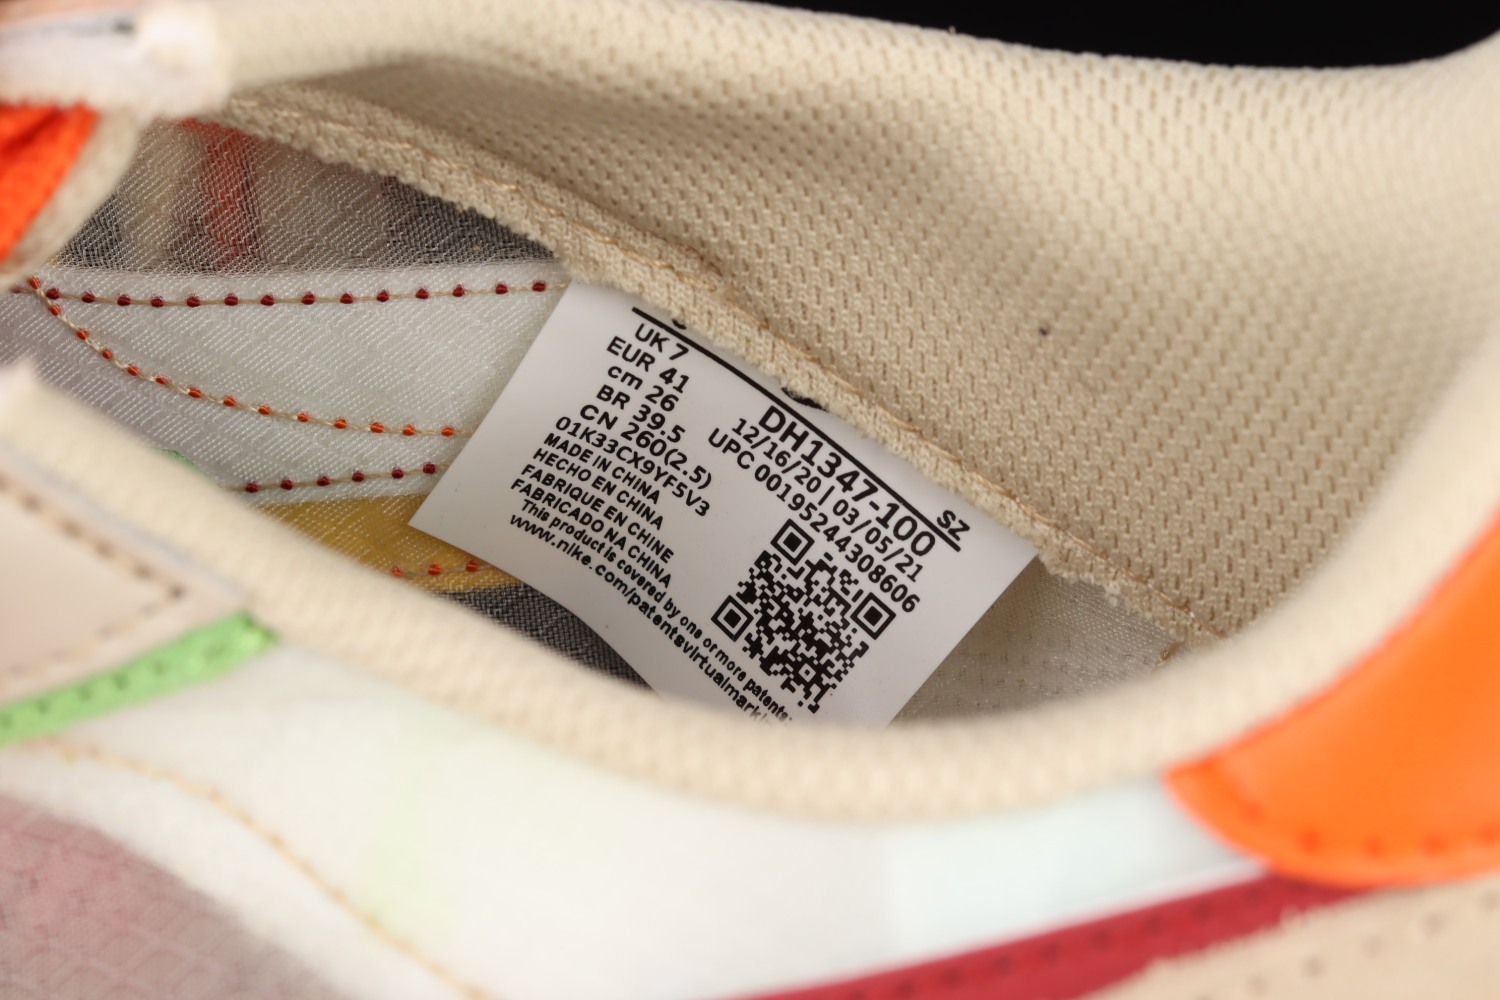 UK 7
EUR 41
cm 26
BR 39.5
CN 260(2.5)
01K33CX9YF5V3
MADE IN CHINA
HECHO EN CHINA
FABRIQUE EN CHINE
FABRICADO NA CHINA
This product is covered by one or more patents
www.nike.com/patentsvirtualmarki
SZ
DH1347-100
12/16/20 | 03/05/21
UPC 00195244308606